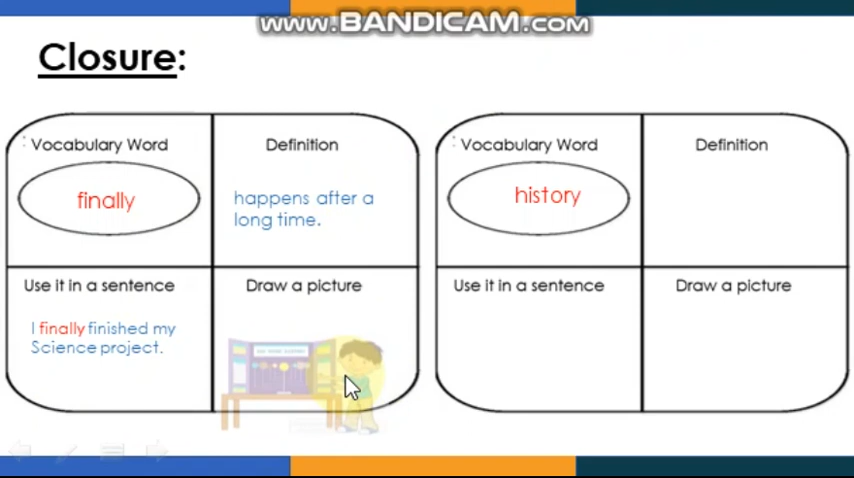 www.BANDICAM.com
Closure:
Vocabulary Word
Definition
finally
happens after a
long time.
Use it in a sentence
Draw a picture
I finally finished my
Science project.
Vocabulary Word
Definition
history
Use it in a sentence
Draw a picture